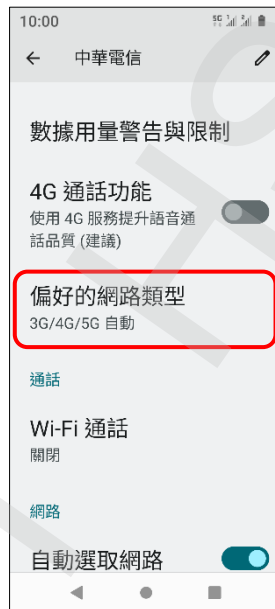 10:00
中華電信
數據用量警告與限制
4G 通話功能
使用 4G 服務提升語音通
話品質 (建議)
偏好的網路類型
3G/4G/5G 自動
通話
Wi-Fi 通話
關閉
網路
自動選取網路